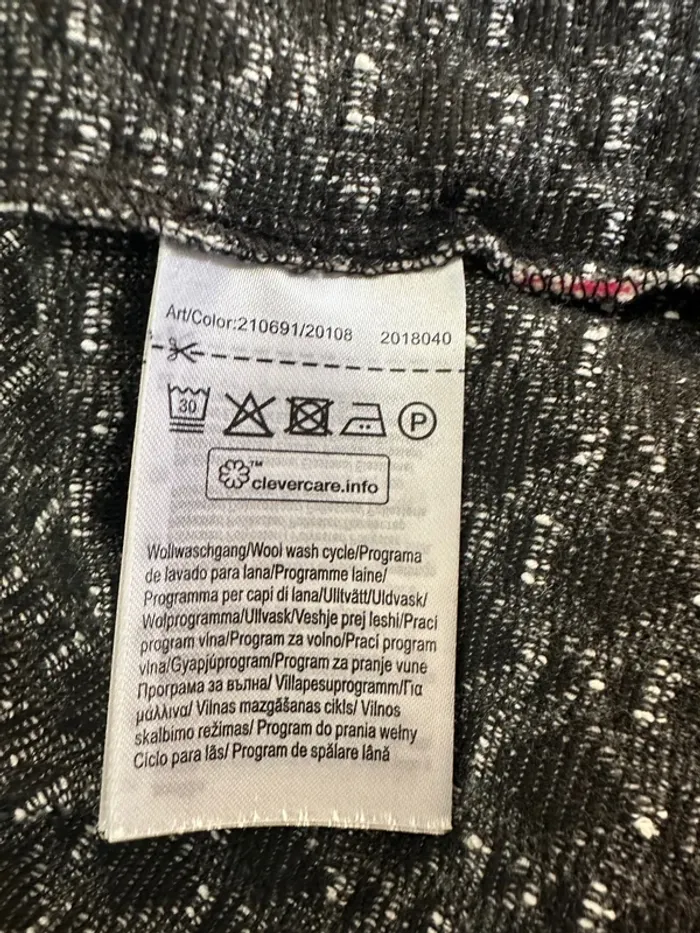 Art/Color:210691/20108 2018040
30
P
™
clevercare.info
Wollwaschgang/Wool wash cycle/Programa
de lavado para lana/Programme laine/
Programma per capi di lana/Ulltvätt/Uldvask/
Wolprogramma/Ullvask/Veshje prej leshi/Prací
program vlna/Program za volno/Prací program
vlna/Gyapjúprogram/Program za pranje vune
Програма за вълна/ Villapesuprogramm/Για
μάλλινα/ Vilnas mazgāšanas cikls/ Vilnos
skalbimo režimas/ Program do prania wełny
Ciclo para lãs/ Program de spălare lână